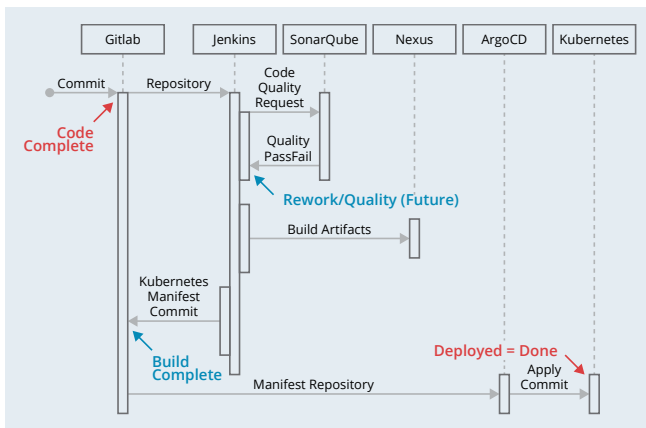 Gitlab
Jenkins
SonarQube
Nexus
ArgoCD
Kubernetes
Commit
Repository
Code
Quality
Request
Code
Complete
Quality
PassFail
Rework/Quality (Future)
Build Artifacts
Kubernetes
Manifest
Commit
Build
Complete
Deployed = Done
Manifest Repository
Apply
Commit